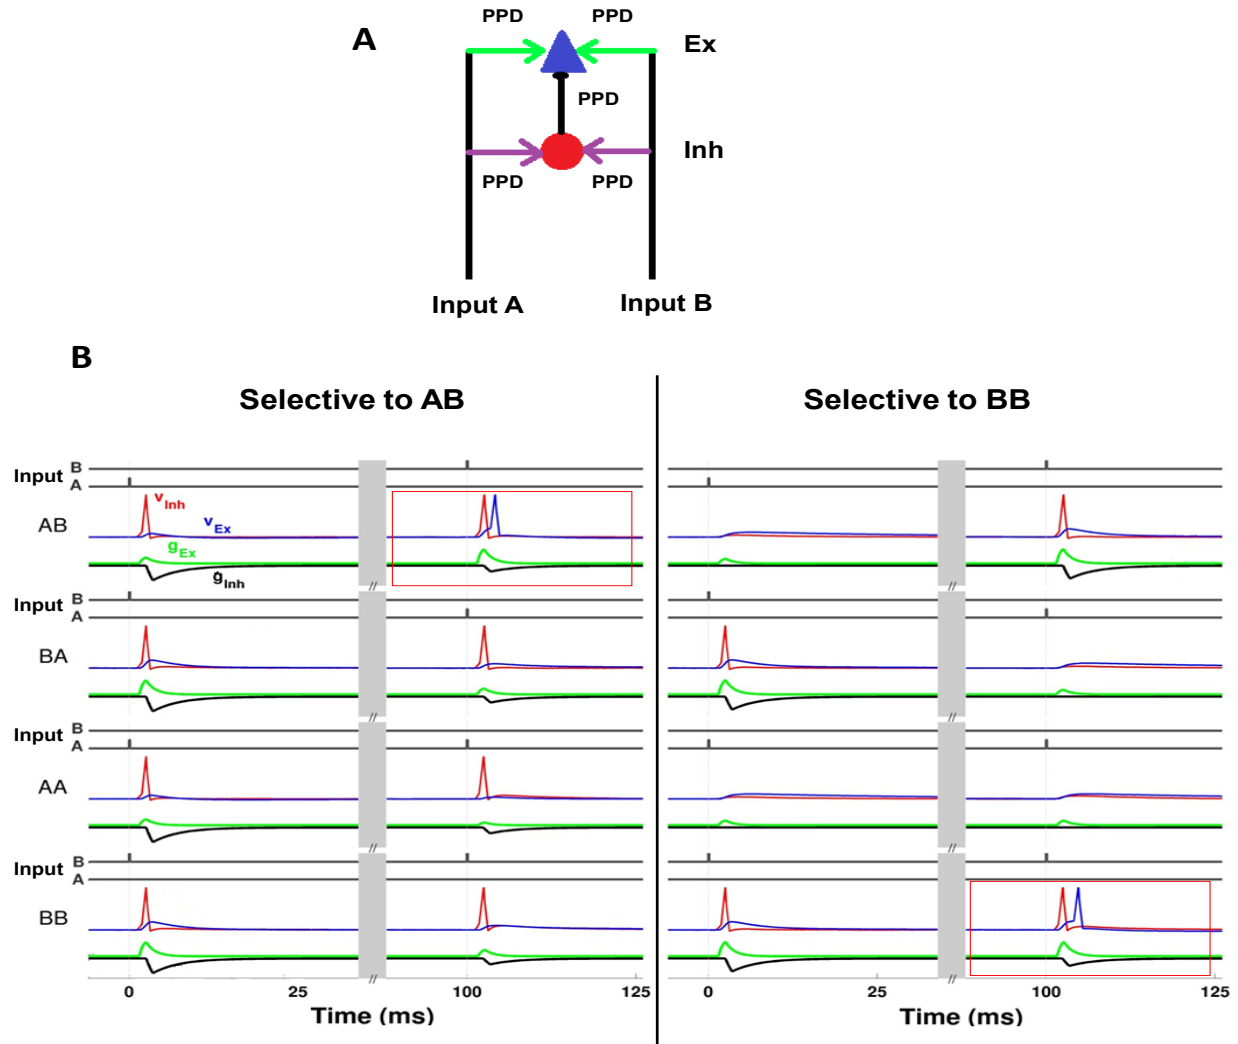 A
PPD PPD
Ex
PPD
Inh
PPD PPD
Input A Input B
B
Selective to AB Selective to BB
Input B
A
AB
vInh
vEx
gEx
gInh
Input B
A
BA
Input B
A
AA
Input B
A
BB
0 25 // 100 125 0 25 // 100 125
Time (ms) Time (ms)